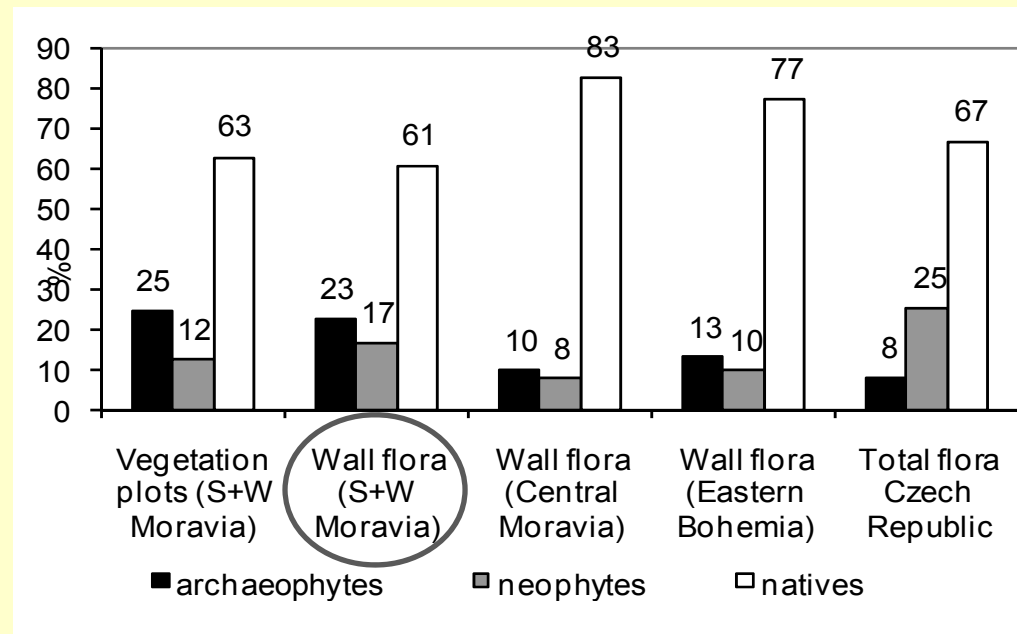 90
80
70
60
50
40
30
20
10
0
%
25
12
63
23
17
61
10
8
83
13
10
77
8
25
67
Vegetation
plots (S+W
Moravia)
Wall flora
(S+W
Moravia)
Wall flora
(Central
Moravia)
Wall flora
(Eastern
Bohemia)
Total flora
Czech
Republic
archaeophytes neophytes natives